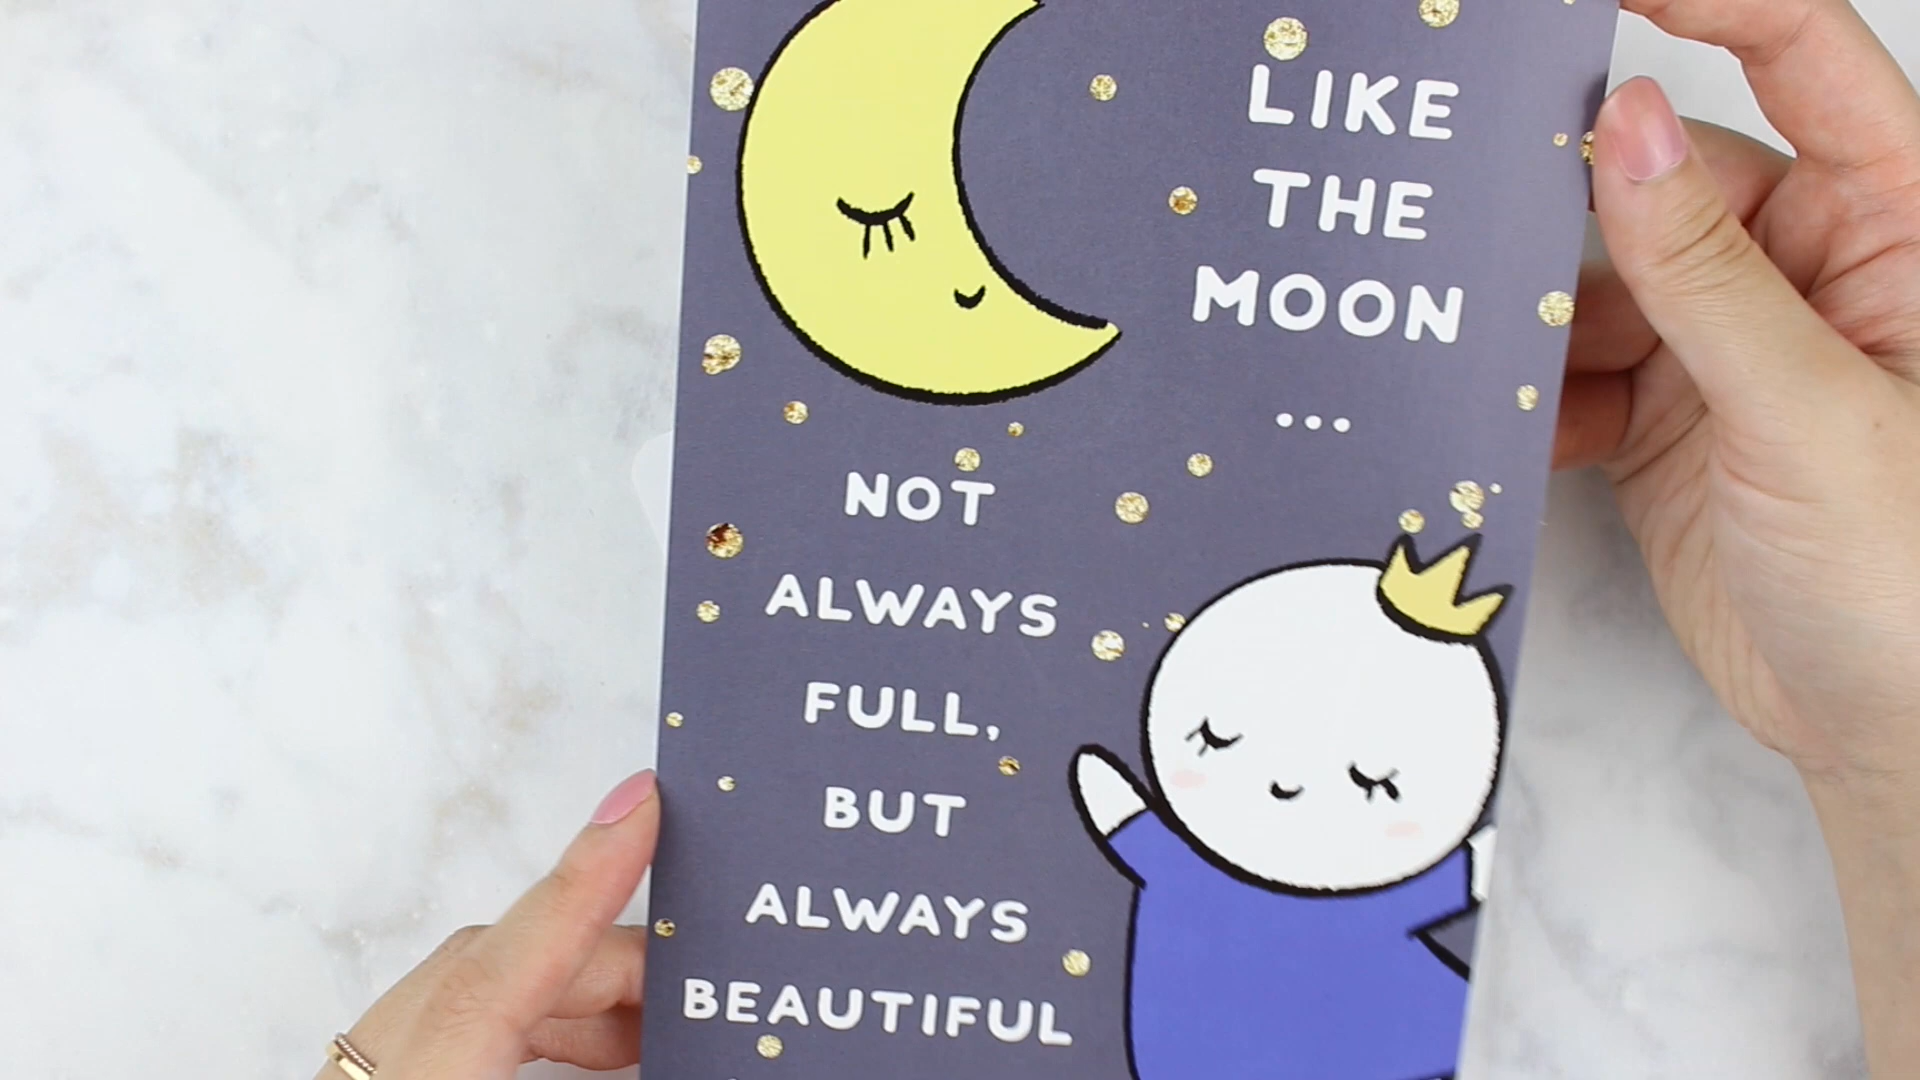 LIKE
THE
MOON
...
NOT
ALWAYS
FULL,
BUT
ALWAYS
BEAUTIFUL